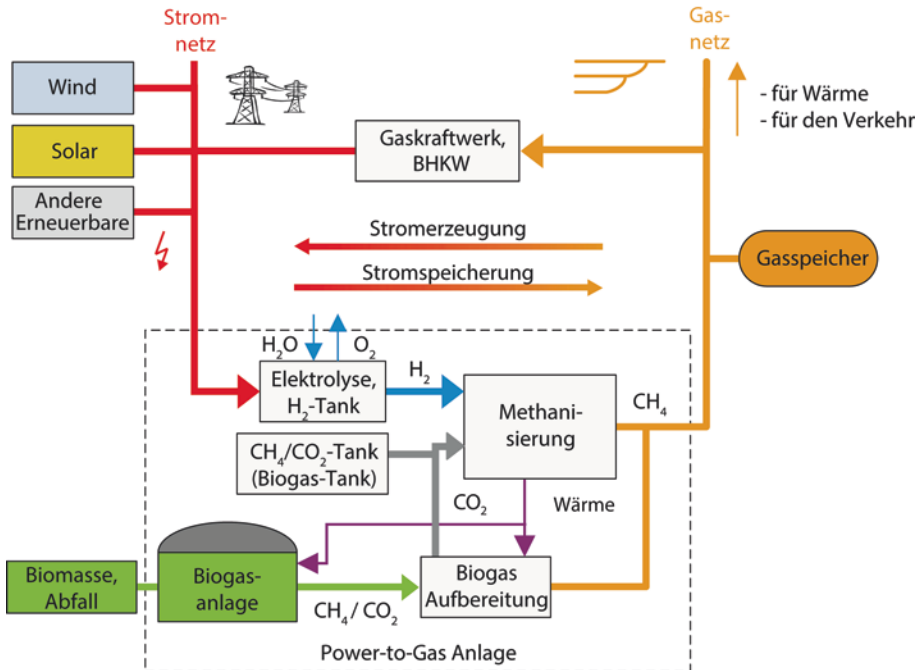 Strom-
netz
Gas-
netz
Wind
- für Wärme
- für den Verkehr
Solar
Gaskraftwerk,
BHKW
Andere
Erneuerbare
Stromerzeugung
Gasspeicher
Stromspeicherung
H₂O
O₂
Elektrolyse,
H₂-Tank
H₂
Methani-
sierung
CH₄
CH₄/CO₂-Tank
(Biogas-Tank)
CO₂
Wärme
Biomasse,
Abfall
Biogas-
anlage
CH₄ / CO₂
Biogas
Aufbereitung
Power-to-Gas Anlage